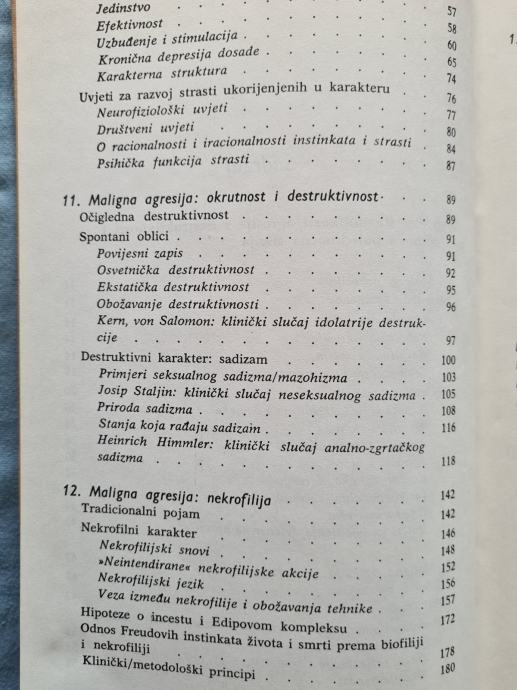 Jedinstvo . . . . . . . . 57
Efektivnost . . . . . . . . 58
Uzbuđenje i stimulacija . . . . . . 60
Kronična depresija dosade . . . . . . 65
Karakterna struktura . . . . . . 74
Uvjeti za razvoj strasti ukorijenjenih u karakteru . . 76
Neurofiziološki uvjeti . . . . . . 77
Društveni uvjeti . . . . . . . 80
O racionalnosti i iracionalnosti instinkata i strasti . 84
Psihička funkcija strasti . . . . . . 87
11. Maligna agresija: okrutnost i destruktivnost . . . 89
Očigledna destruktivnost . . . . . . 89
Spontani oblici . . . . . . . . 91
Povijesni zapis . . . . . . . 91
Osvetnička destruktivnost . . . . . 92
Ekstatička destruktivnost . . . . . 95
Obožavanje destruktivnosti . . . . . 96
Kern, von Salomon: klinički slučaj idolatrije destruk-
cije . . . . . . . . . 97
Destruktivni karakter: sadizam . . . . . 100
Primjeri seksualnog sadizma/mazohizma . . . 103
Josip Staljin: klinički slučaj neseksualnog sadizma . 105
Priroda sadizma . . . . . . . 108
Stanja koja rađaju sadizam . . . . . 116
Heinrich Himmler: klinički slučaj analno-zgrtačkog
sadizma . . . . . . . . 118
12. Maligna agresija: nekrofilija . . . . . 142
Tradicionalni pojam . . . . . . . 142
Nekrofilni karakter . . . . . . . 146
Nekrofilijski snovi . . . . . . . 148
»Neintendirane« nekrofilijske akcije . . . . 152
Nekrofilijski jezik . . . . . . . 156
Veza između nekrofilije i obožavanja tehnike . . . 157
Hipoteze o incestu i Edipovom kompleksu . . . . 172
Odnos Freudovih instinkata života i smrti prema biofiliji
i nekrofiliji . . . . . . . . 178
Klinički/metodološki principi . . . . . . 180